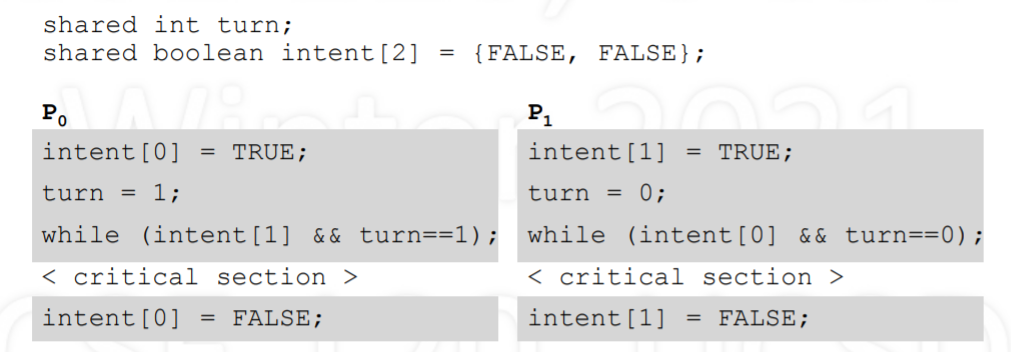 shared int turn;
shared boolean intent[2] = {FALSE, FALSE};
P0
intent[0] = TRUE;
turn = 1;
while (intent[1] && turn==1);
< critical section >
intent[0] = FALSE;
P1
intent[1] = TRUE;
turn = 0;
while (intent[0] && turn==0);
< critical section >
intent[1] = FALSE;
Winter 2021